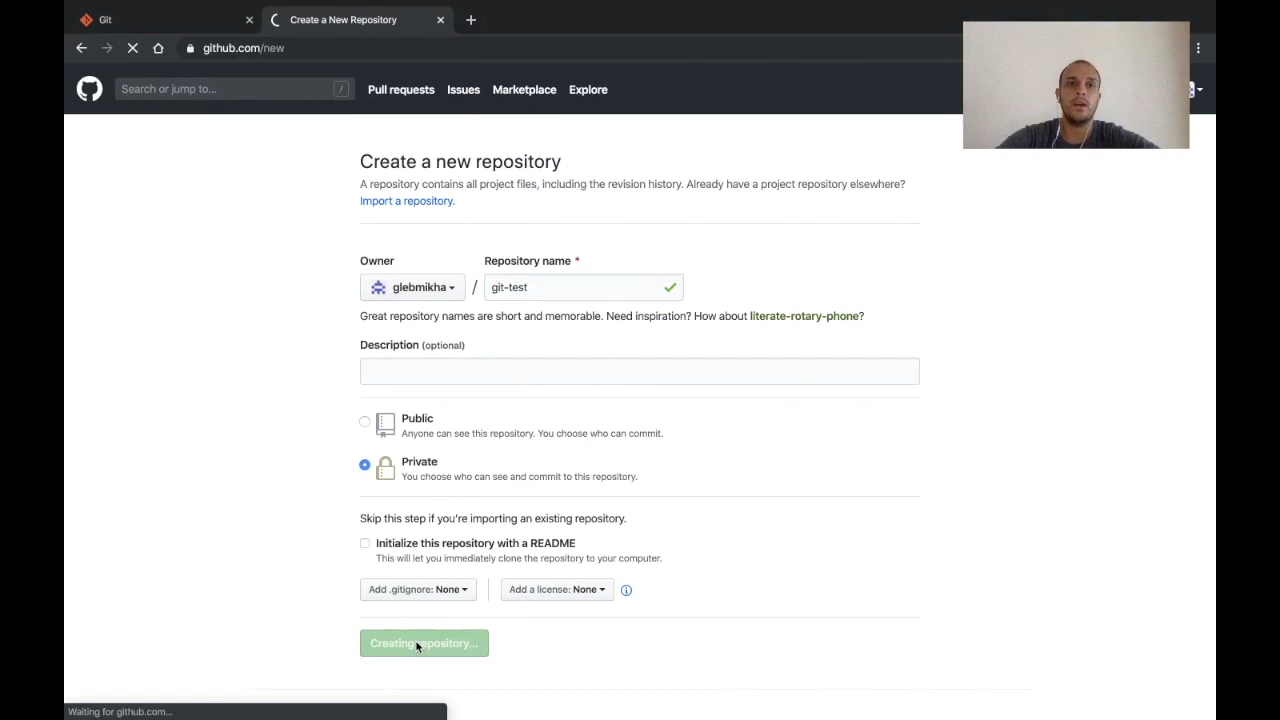 Git
Create a New Repository
github.com/new
Search or jump to...
/
Pull requests
Issues
Marketplace
Explore
Create a new repository
A repository contains all project files, including the revision history. Already have a project repository elsewhere?
Import a repository.
Owner
Repository name *
glebmikha
/
git-test
Great repository names are short and memorable. Need inspiration? How about literate-rotary-phone?
Description (optional)
Public
Anyone can see this repository. You choose who can commit.
Private
You choose who can see and commit to this repository.
Skip this step if you're importing an existing repository.
Initialize this repository with a README
This will let you immediately clone the repository to your computer.
Add .gitignore: None
Add a license: None
Creating repository...
Waiting for github.com...